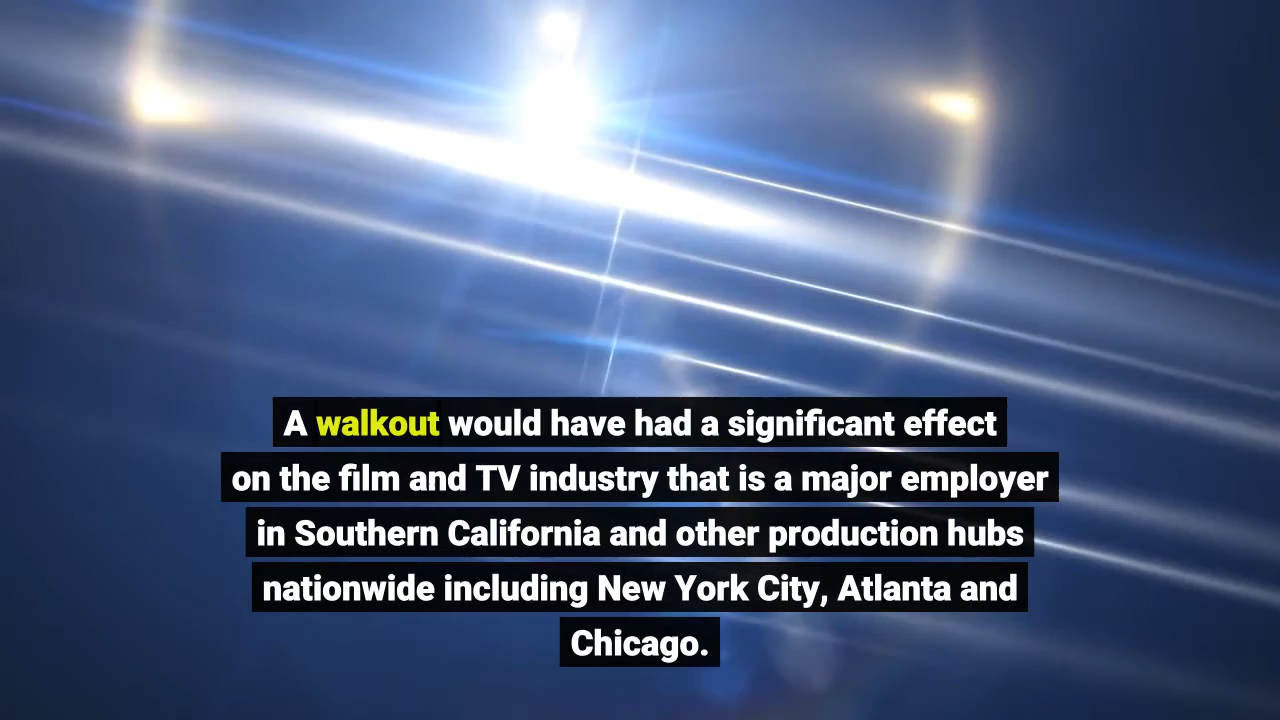 A walkout would have had a significant effect
on the film and TV industry that is a major employer
in Southern California and other production hubs
nationwide including New York City, Atlanta and
Chicago.